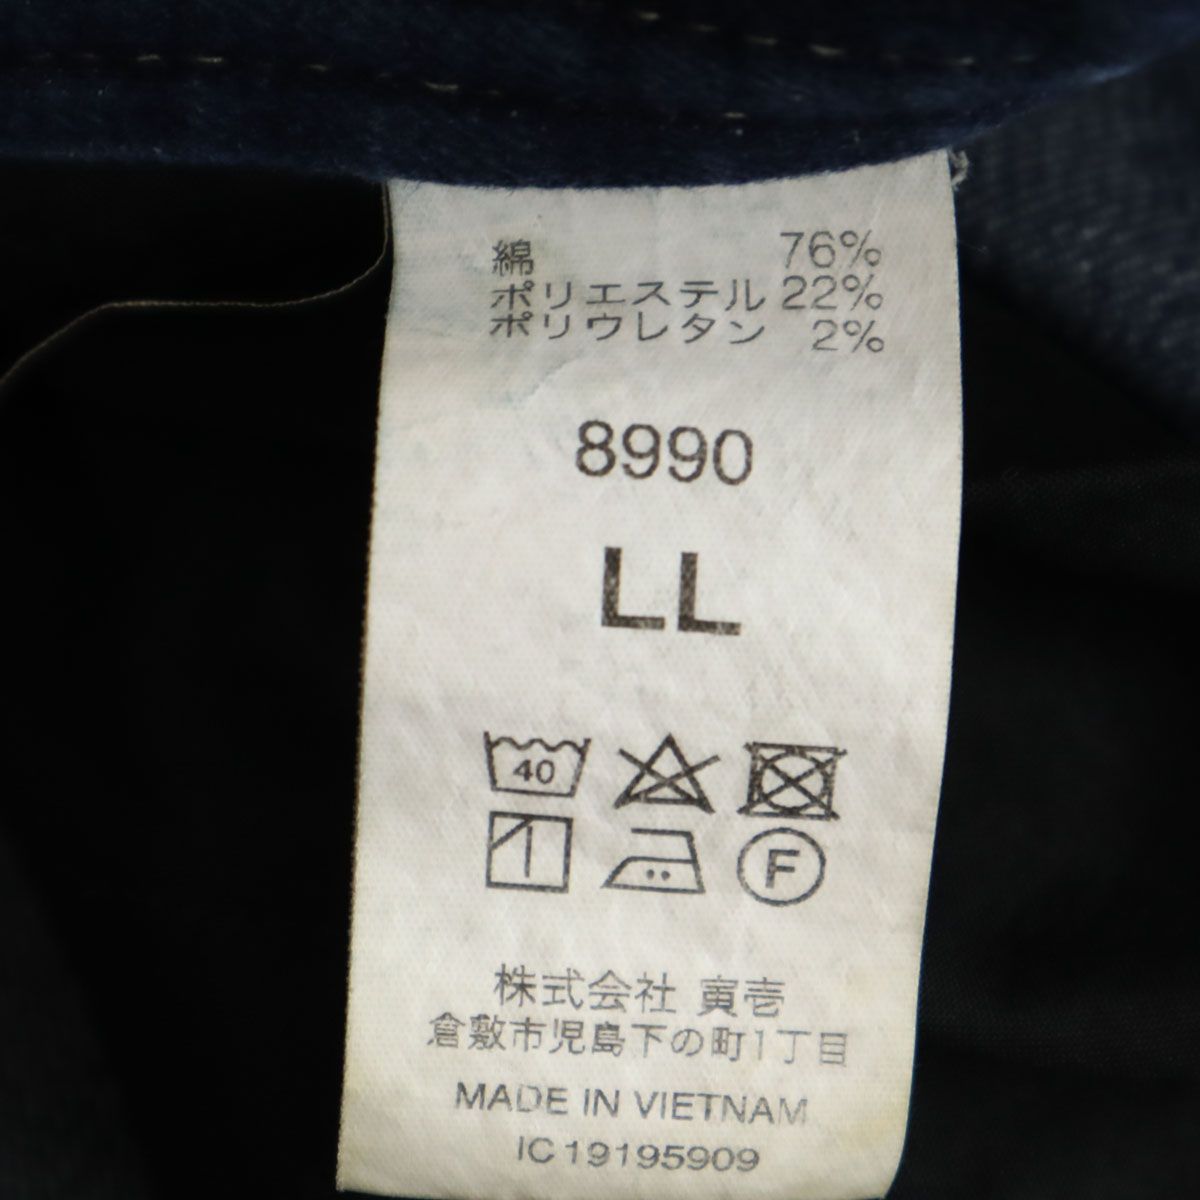 綿 76%
ポリエステル 22%
ポリウレタン 2%
8990
LL
40
F
株式会社 寅壱
倉敷市児島下の町1丁目
MADE IN VIETNAM
IC 19195909